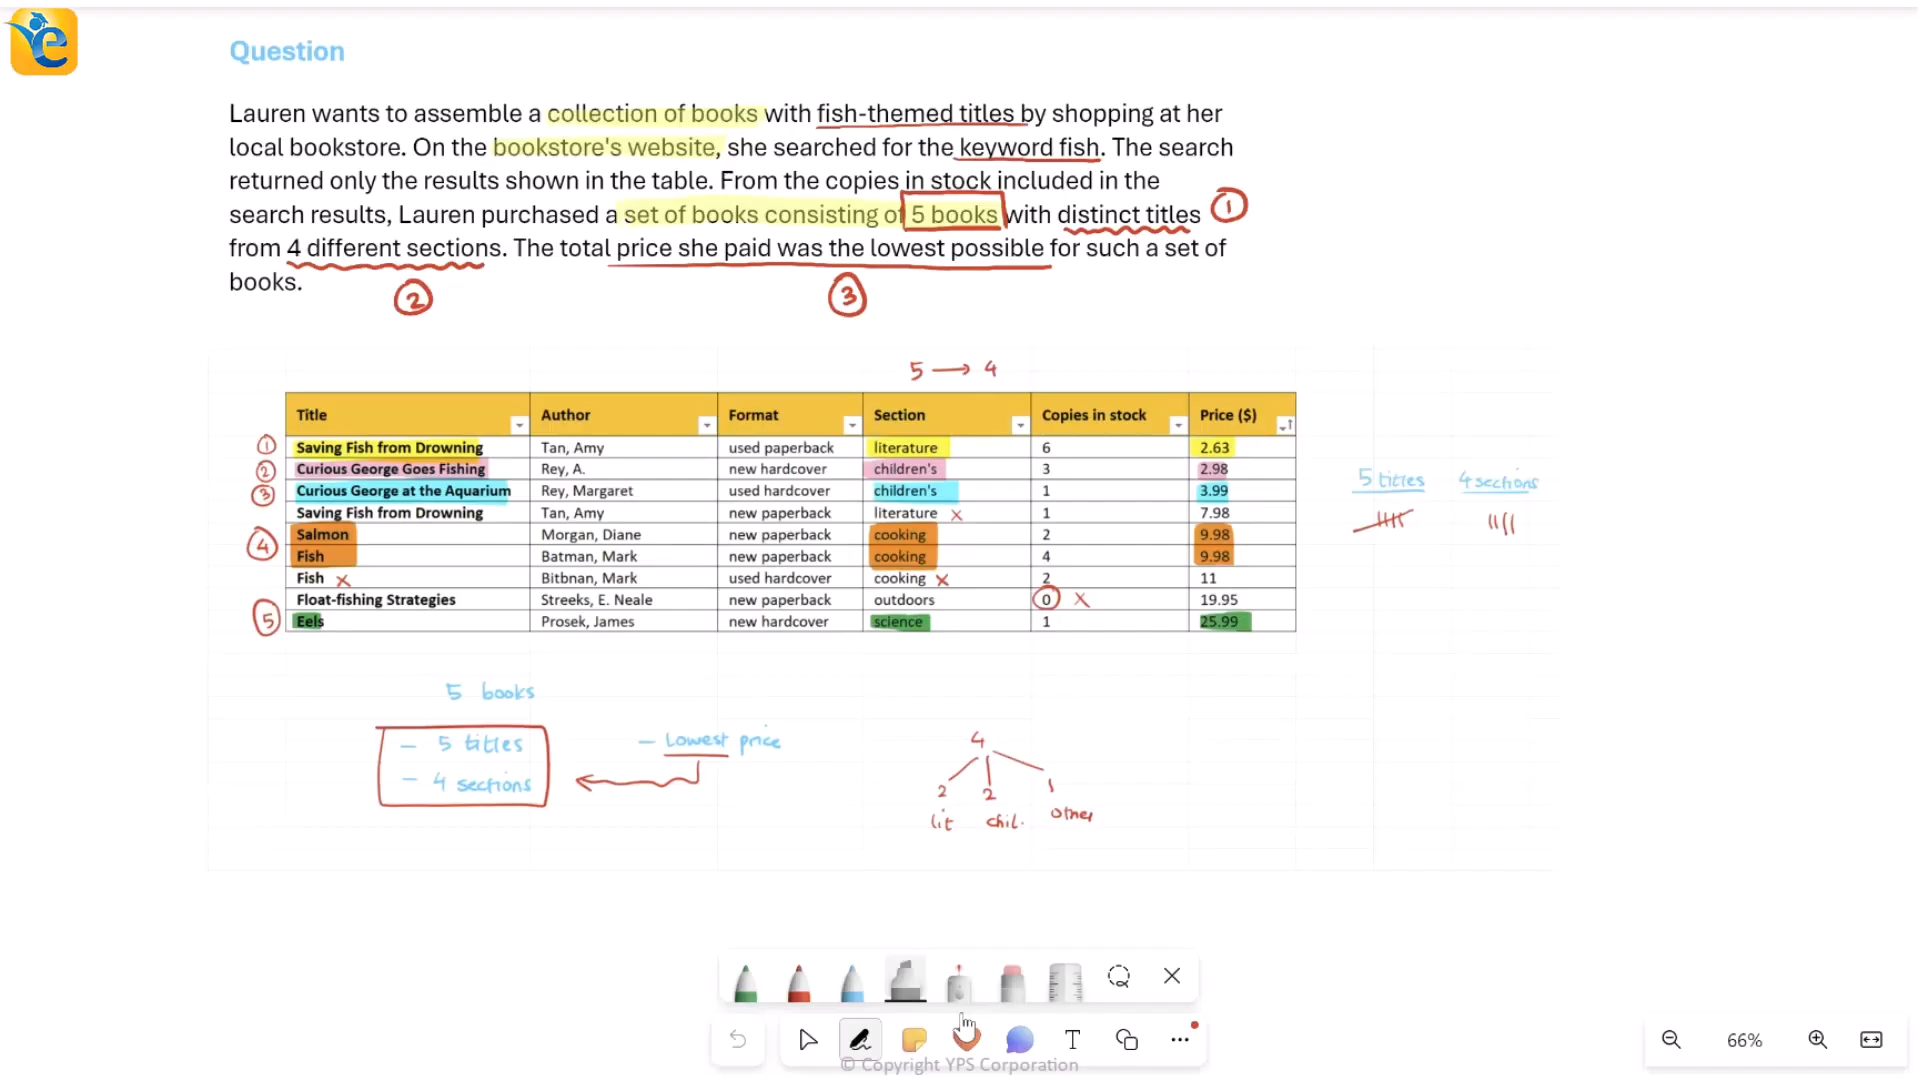 Question
Lauren wants to assemble a collection of books with fish-themed titles by shopping at her
local bookstore. On the bookstore's website, she searched for the keyword fish. The search
returned only the results shown in the table. From the copies in stock included in the
search results, Lauren purchased a set of books consisting of 5 books with distinct titles ①
from 4 different sections. The total price she paid was the lowest possible for such a set of
books. ② ③
5 → 4
Title Author Format Section Copies in stock Price ($)
① Saving Fish from Drowning Tan, Amy used paperback literature 6 2.63
② Curious George Goes Fishing Rey, A. new hardcover children's 3 2.98
③ Curious George at the Aquarium Rey, Margaret used hardcover children's 1 3.99
Saving Fish from Drowning Tan, Amy new paperback literature x 1 7.98
④ Salmon Morgan, Diane new paperback cooking 2 9.98
Fish Batman, Mark new paperback cooking 4 9.98
Fish x Bitbnan, Mark used hardcover cooking x 2 11
Float-fishing Strategies Streeks, E. Neale new paperback outdoors 0 x 19.95
⑤ Eels Prosek, James new hardcover science 1 25.99
5 titles 4 sections
5 books
- 5 titles
- 4 sections
- Lowest price
4
2 2 1
lit chil. other
66%
© Copyright YPS Corporation